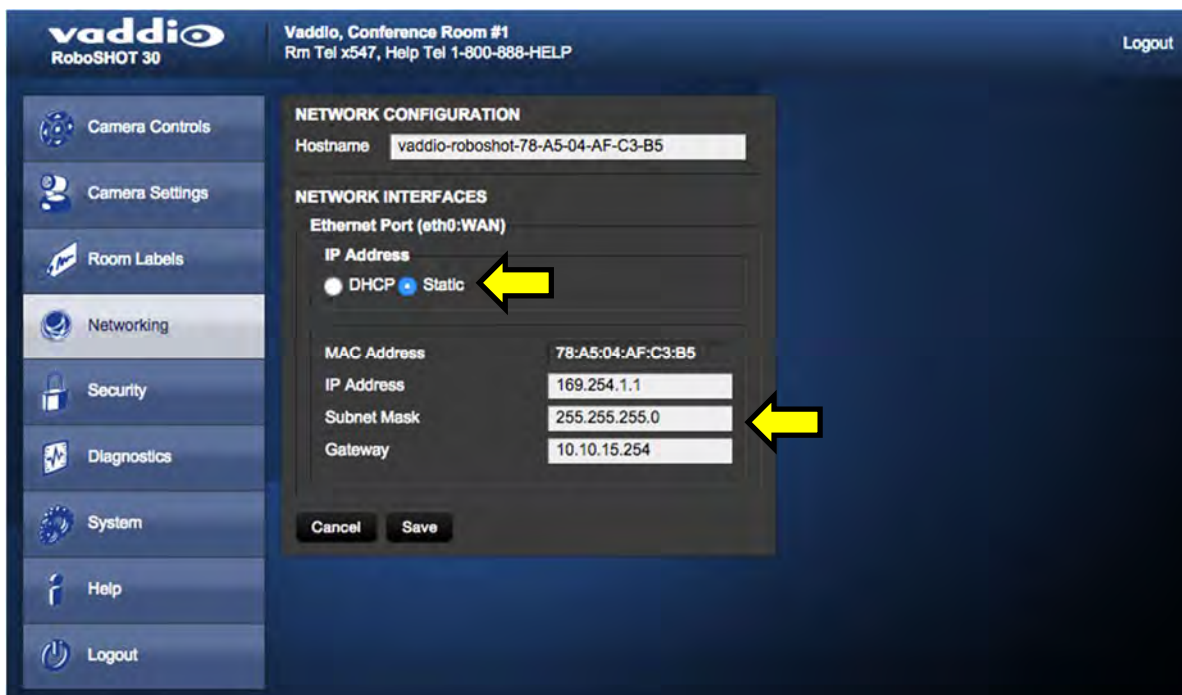 vaddio
RoboSHOT 30
Vaddio, Conference Room #1
Rm Tel x547, Help Tel 1-800-888-HELP
Logout
Camera Controls
Camera Settings
Room Labels
Networking
Security
Diagnostics
System
Help
Logout
NETWORK CONFIGURATION
Hostname vaddio-roboshot-78-A5-04-AF-C3-B5
NETWORK INTERFACES
Ethernet Port (eth0:WAN)
IP Address
DHCP Static
MAC Address 78:A5:04:AF:C3:B5
IP Address 169.254.1.1
Subnet Mask 255.255.255.0
Gateway 10.10.15.254
Cancel Save